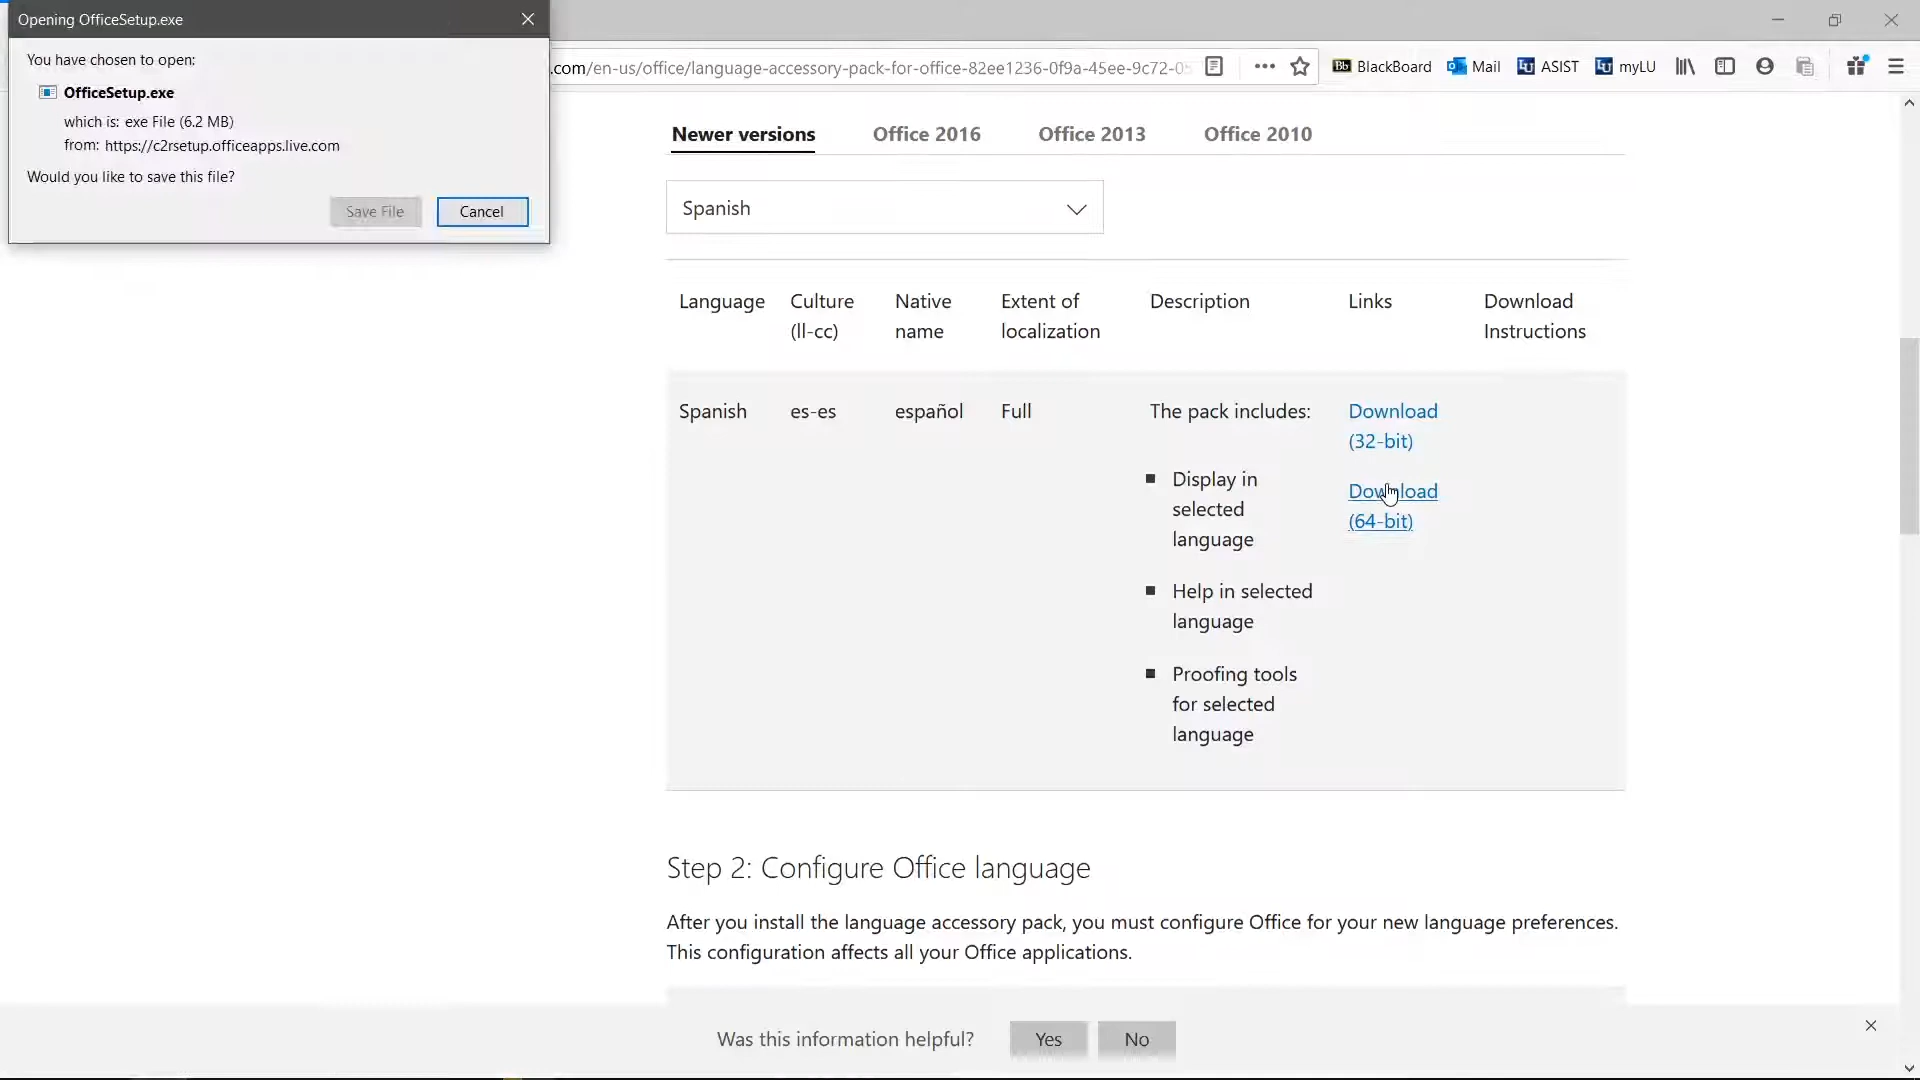 Opening OfficeSetup.exe
You have chosen to open:
OfficeSetup.exe
which is: exe File (6.2 MB)
from: https://c2rsetup.officeapps.live.com
Would you like to save this file?
Save File
Cancel
.com/en-us/office/language-accessory-pack-for-office-82ee1236-0f9a-45ee-9c72-05
Bb BlackBoard
Mail
LU ASIST
LU myLU
Newer versions
Office 2016
Office 2013
Office 2010
Spanish
Language
Culture
(ll-cc)
Native
name
Extent of
localization
Description
Links
Download
Instructions
Spanish
es-es
español
Full
The pack includes:
Display in
selected
language
Help in selected
language
Proofing tools
for selected
language
Download
(32-bit)
Download
(64-bit)
Step 2: Configure Office language
After you install the language accessory pack, you must configure Office for your new language preferences.
This configuration affects all your Office applications.
Was this information helpful?
Yes
No